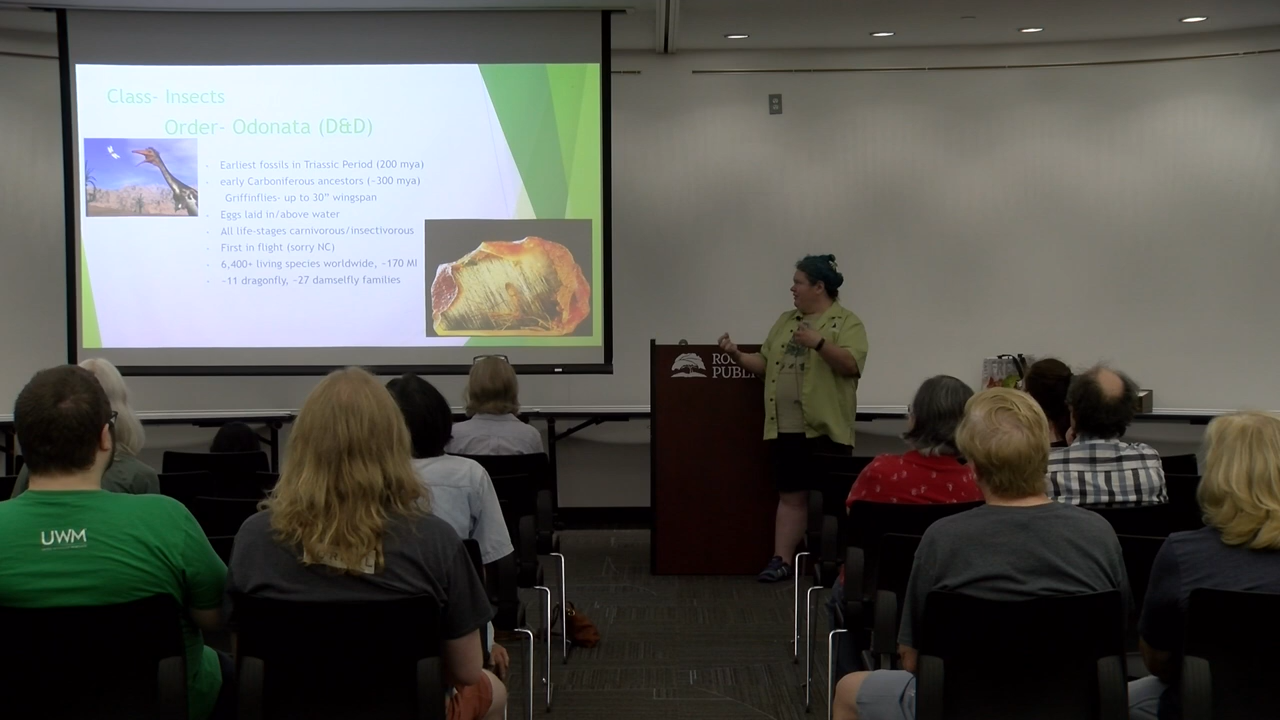 Class- Insects
Order- Odonata (D&D)
Earliest fossils in Triassic Period (200 mya)
early Carboniferous ancestors (~300 mya)
Griffinflies- up to 30" wingspan
Eggs laid in/above water
All life-stages carnivorous/insectivorous
First in flight (sorry NC)
6,400+ living species worldwide, ~170 MI
~11 dragonfly, ~27 damselfly families
UWM